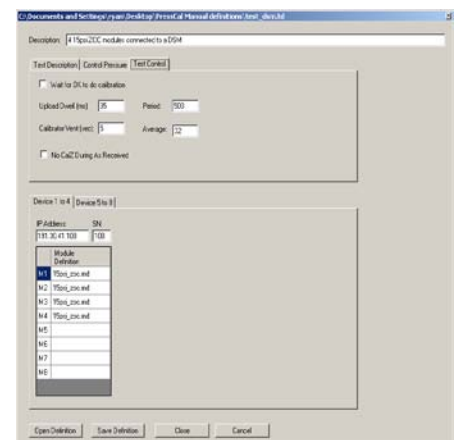 C:\Documents and Settings\ryan\Desktop\PressCal Manual definitions\test_dsm.td
Description: 4 15psi ZOC modules connected to a DSM
Test Description Control Pressure Test Control
Wait for OK to do calibration
Upload Dwell (ms) 35 Period: 500
Calibrator Vent (sec): 5 Average: 32
No CalZ During As Received
Device 1 to 4 Device 5 to 8
IP Address: SN:
191.30.41.100 100
Module Definition
M1 15psi_zoc.md
M2 15psi_zoc.md
M3 15psi_zoc.md
M4 15psi_zoc.md
M5
M6
M7
M8
Open Definition Save Definition Close Cancel